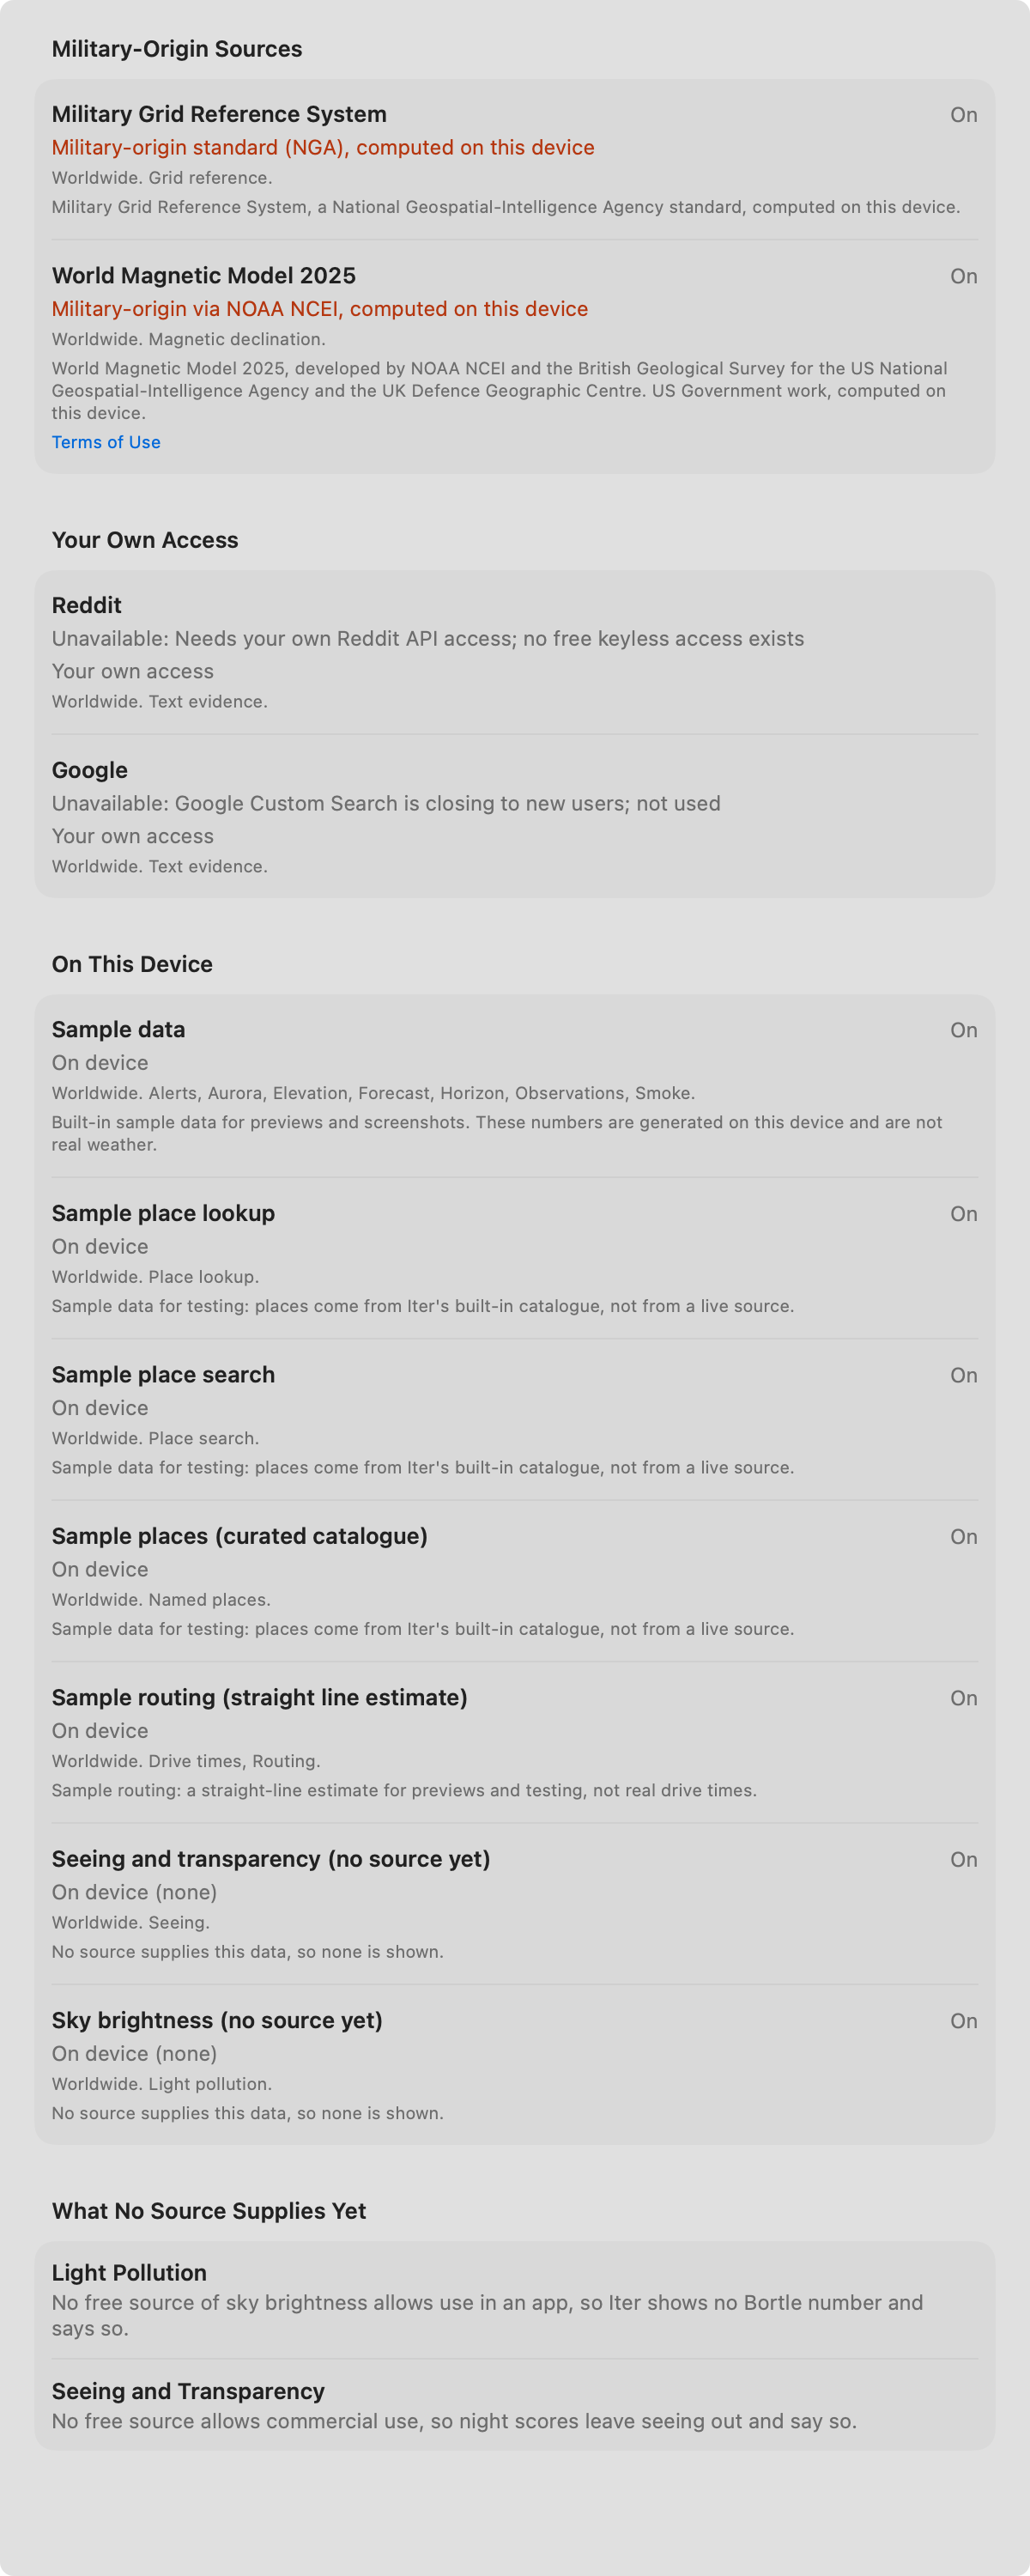 Military-Origin Sources
Military Grid Reference System
On
Military-origin standard (NGA), computed on this device
Worldwide. Grid reference.
Military Grid Reference System, a National Geospatial-Intelligence Agency standard, computed on this device.
World Magnetic Model 2025
On
Military-origin via NOAA NCEI, computed on this device
Worldwide. Magnetic declination.
World Magnetic Model 2025, developed by NOAA NCEI and the British Geological Survey for the US National
Geospatial-Intelligence Agency and the UK Defence Geographic Centre. US Government work, computed on
this device.
Terms of Use
Your Own Access
Reddit
Unavailable: Needs your own Reddit API access; no free keyless access exists
Your own access
Worldwide. Text evidence.
Google
Unavailable: Google Custom Search is closing to new users; not used
Your own access
Worldwide. Text evidence.
On This Device
Sample data
On
On device
Worldwide. Alerts, Aurora, Elevation, Forecast, Horizon, Observations, Smoke.
Built-in sample data for previews and screenshots. These numbers are generated on this device and are not
real weather.
Sample place lookup
On
On device
Worldwide. Place lookup.
Sample data for testing: places come from Iter's built-in catalogue, not from a live source.
Sample place search
On
On device
Worldwide. Place search.
Sample data for testing: places come from Iter's built-in catalogue, not from a live source.
Sample places (curated catalogue)
On
On device
Worldwide. Named places.
Sample data for testing: places come from Iter's built-in catalogue, not from a live source.
Sample routing (straight line estimate)
On
On device
Worldwide. Drive times, Routing.
Sample routing: a straight-line estimate for previews and testing, not real drive times.
Seeing and transparency (no source yet)
On
On device (none)
Worldwide. Seeing.
No source supplies this data, so none is shown.
Sky brightness (no source yet)
On
On device (none)
Worldwide. Light pollution.
No source supplies this data, so none is shown.
What No Source Supplies Yet
Light Pollution
No free source of sky brightness allows use in an app, so Iter shows no Bortle number and
says so.
Seeing and Transparency
No free source allows commercial use, so night scores leave seeing out and say so.